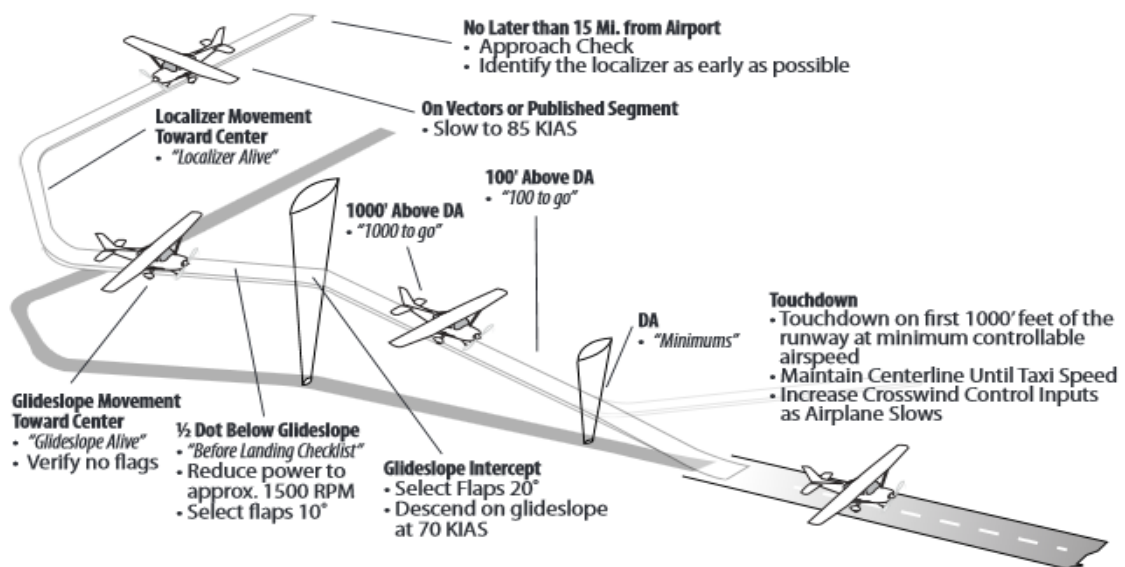 No Later than 15 Mi. from Airport
• Approach Check
• Identify the localizer as early as possible
On Vectors or Published Segment
• Slow to 85 KIAS
Localizer Movement
Toward Center
• "Localizer Alive"
100' Above DA
• "100 to go"
1000' Above DA
• "1000 to go"
DA
• "Minimums"
Touchdown
• Touchdown on first 1000' feet of the
runway at minimum controllable
airspeed
• Maintain Centerline Until Taxi Speed
• Increase Crosswind Control Inputs
as Airplane Slows
Glideslope Movement
Toward Center
• "Glideslope Alive"
• Verify no flags
½ Dot Below Glideslope
• "Before Landing Checklist"
• Reduce power to
approx. 1500 RPM
• Select flaps 10°
Glideslope Intercept
• Select Flaps 20°
• Descend on glideslope
at 70 KIAS